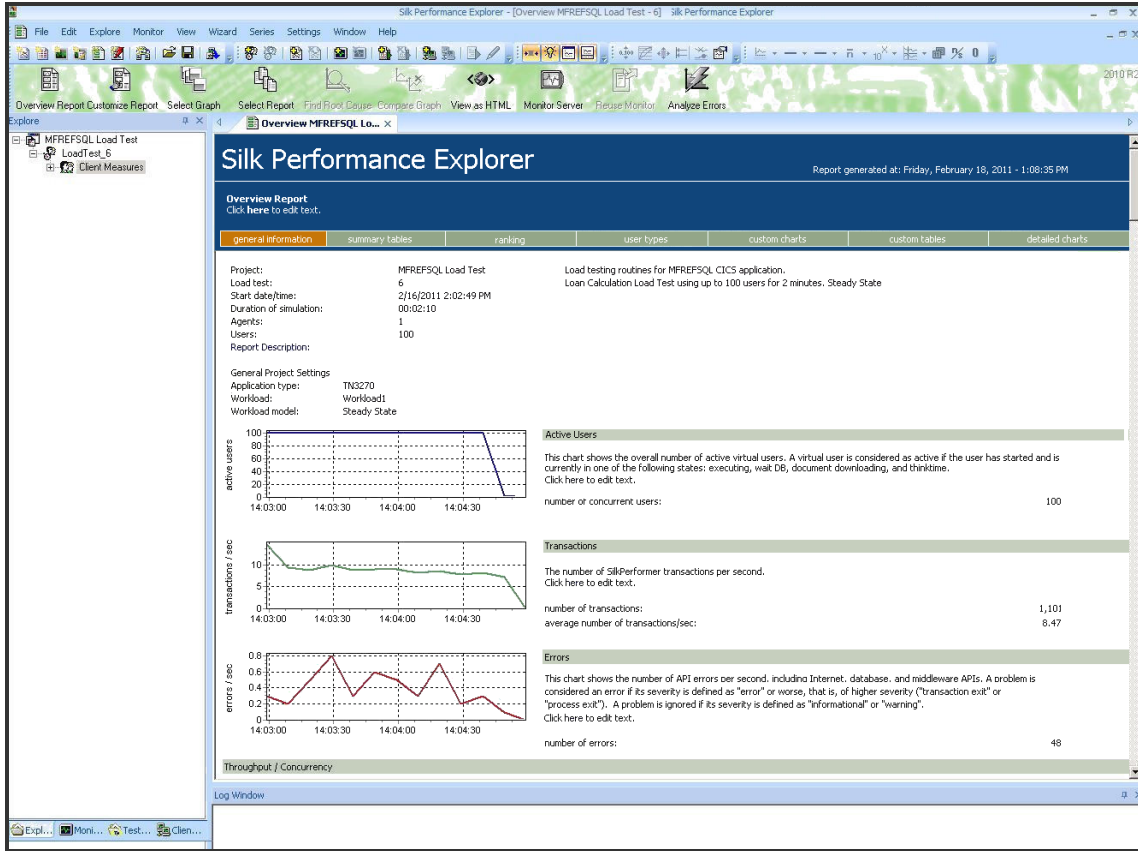 Silk Performance Explorer - [Overview MFREFSQL Load Test - 6] Silk Performance Explorer
File Edit Explore Monitor View Wizard Series Settings Window Help
2010 R2
Overview Report Customize Report Select Graph Select Report Find Root Cause Compare Graph View as HTML Monitor Server Reuse Monitor Analyze Errors
Explore
Overview MFREFSQL Lo...
MFREFSQL Load Test
LoadTest_6
Client Measures
Silk Performance Explorer
Report generated at: Friday, February 18, 2011 - 1:08:35 PM
Overview Report
Click here to edit text.
general information summary tables ranking user types custom charts custom tables detailed charts
Project: MFREFSQL Load Test Load testing routines for MFREFSQL CICS application.
Load test: 6 Loan Calculation Load Test using up to 100 users for 2 minutes. Steady State
Start date/time: 2/16/2011 2:02:49 PM
Duration of simulation: 00:02:10
Agents: 1
Users: 100
Report Description:
General Project Settings
Application type: TN3270
Workload: Workload1
Workload model: Steady State
active users
100
80
60
40
20
0
14:03:00 14:03:30 14:04:00 14:04:30
Active Users
This chart shows the overall number of active virtual users. A virtual user is considered as active if the user has started and is
currently in one of the following states: executing, wait DB, document downloading, and thinktime.
Click here to edit text.
number of concurrent users: 100
transactions / sec
10
5
0
14:03:00 14:03:30 14:04:00 14:04:30
Transactions
The number of SilkPerformer transactions per second.
Click here to edit text.
number of transactions: 1,101
average number of transactions/sec: 8.47
errors / sec
0.8
0.6
0.4
0.2
0
14:03:00 14:03:30 14:04:00 14:04:30
Errors
This chart shows the number of API errors per second, including Internet, database, and middleware APIs. A problem is
considered an error if its severity is defined as "error" or worse, that is, of higher severity ("transaction exit" or
"process exit"). A problem is ignored if its severity is defined as "informational" or "warning".
Click here to edit text.
number of errors: 48
Throughput / Concurrency
Log Window
Expl... Moni... Test... Clien...